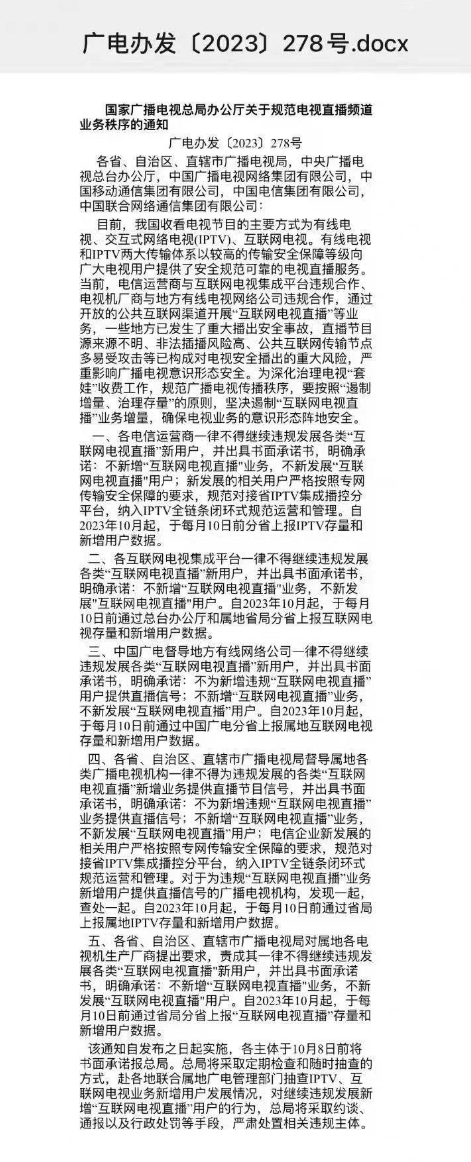 广电办发〔2023〕278号.docx
国家广播电视总局办公厅关于规范电视直播频道
业务秩序的通知
广电办发〔2023〕278号
各省、自治区、直辖市广播电视局，中央广播电
视总台办公厅，中国广播电视网络集团有限公司，中
国移动通信集团有限公司，中国电信集团有限公司，
中国联合网络通信集团有限公司：
目前，我国收看电视节目的主要方式为有线电
视、交互式网络电视(IPTV)、互联网电视。有线电视
和IPTV两大传输体系以较高的传输安全保障等级向
广大电视用户提供了安全规范可靠的电视直播服务。
当前，电信运营商与互联网电视集成平台违规合作、
电视机厂商与地方有线电视网络公司违规合作，通过
开放的公共互联网渠道开展“互联网电视直播”等业
务，一些地方已发生了重大播出安全事故，直播节目
源来源不明、非法插播风险高、公共互联网传输节点
多易受攻击等已构成对电视安全播出的重大风险，严
重影响广播电视意识形态安全。为深化治理电视“套
娃”收费工作，规范广播电视传播秩序，要按照“遏制
增量、治理存量”的原则，坚决遏制“互联网电视直
播”业务增量，确保电视业务的意识形态阵地安全。
一、各电信运营商一律不得继续违规发展各类“互
联网电视直播”新用户，并出具书面承诺书，明确承
诺：不新增“互联网电视直播”业务，不新发展“互联
网电视直播”用户；新发展的相关用户严格按照专网
传输安全保障的要求，规范对接省IPTV集成播控分
平台，纳入IPTV全链条闭环式规范运营和管理。自
2023年10月起，于每月10日前分省上报IPTV存量和
新增用户数据。
二、各互联网电视集成平台一律不得继续违规发展
各类“互联网电视直播”新用户，并出具书面承诺书，
明确承诺：不新增“互联网电视直播”业务，不新发
展"互联网电视直播"用户。自2023年10月起，于每月
10日前通过总台办公厅和属地省局分省上报互联网电
视存量和新增用户数据。
三、中国广电督导地方有线网络公司一律不得继续
违规发展各类“互联网电视直播”新用户，并出具书面
承诺书，明确承诺：不为新增违规“互联网电视直播”
用户提供直播信号；不新增“互联网电视直播”业务，
不新发展“互联网电视直播”用户。自2023年10月起，
于每月10日前通过中国广电分省上报属地互联网电视
存量和新增用户数据。
四、各省、自治区、直辖市广播电视局督导属地各
类广播电视机构一律不得为违规发展的各类“互联网
电视直播”新增业务提供直播节目信号，并出具书面
承诺书，明确承诺：不为新增违规“互联网电视直播”
业务提供直播信号；不新增“互联网电视直播”业务，
不新发展“互联网电视直播”用户；电信企业新发展的
相关用户严格按照专网传输安全保障的要求，规范对
接省IPTV集成播控分平台，纳入IPTV全链条闭环式
规范运营和管理。对于为违规“互联网电视直播”业务
新增用户提供直播信号的广播电视机构，发现一起，
查处一起。自2023年10月起，于每月10日前通过省局
上报属地IPTV存量和新增用户数据。
五、各省、自治区、直辖市广播电视局对属地各电
视机生产厂商提出要求，责成其一律不得继续违规发
展各类“互联网电视直播”新用户，并出具书面承诺
书，明确承诺：不新增“互联网电视直播”业务，不新
发展“互联网电视直播”用户。自2023年10月起，于每
月10日前通过省局分省上报“互联网电视直播”存量和
新增用户数据。
该通知自发布之日起实施，各主体于10月8日前将
书面承诺报总局。总局将采取定期检查和随时抽查的
方式，赴各地联合属地广电管理部门抽查IPTV、互
联网电视业务新增用户发展情况，对继续违规发展新
增“互联网电视直播”用户的行为，总局将采取约谈、
通报以及行政处罚等手段，严肃处置相关违规主体。